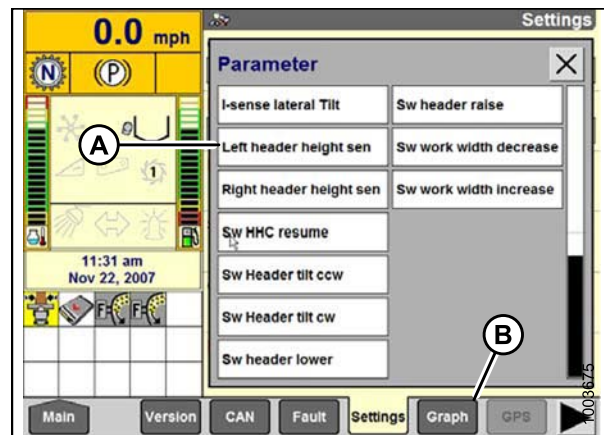 0.0 mph
Settings
N
(P)
Parameter
I-sense lateral Tilt
Sw header raise
A
Left header height sen
Sw work width decrease
1
Right header height sen
Sw work width increase
Sw HHC resume
11:31 am
Nov 22, 2007
Sw Header tilt ccw
F
F
Sw Header tilt cw
B
Sw header lower
1003675
Main
Version
CAN
Fault
Settings
Graph
GPS